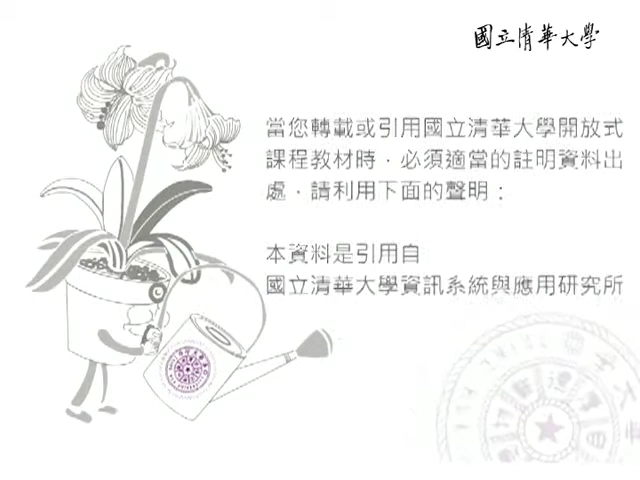 國立清華大學
當您轉載或引用國立清華大學開放式
課程教材時，必須適當的註明資料出
處，請利用下面的聲明：
本資料是引用自
國立清華大學資訊系統與應用研究所